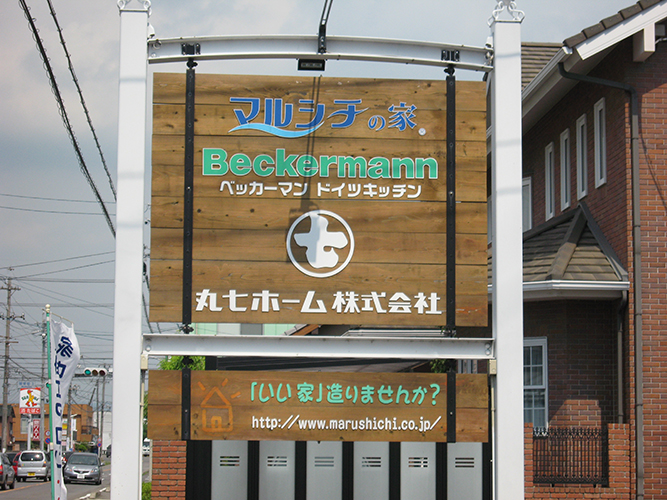 マルシチの家
Beckermann
ベッカーマン ドイツキッチン
七
丸七ホーム株式会社
「いい家」造りませんか？
http://www.marushichi.co.jp/